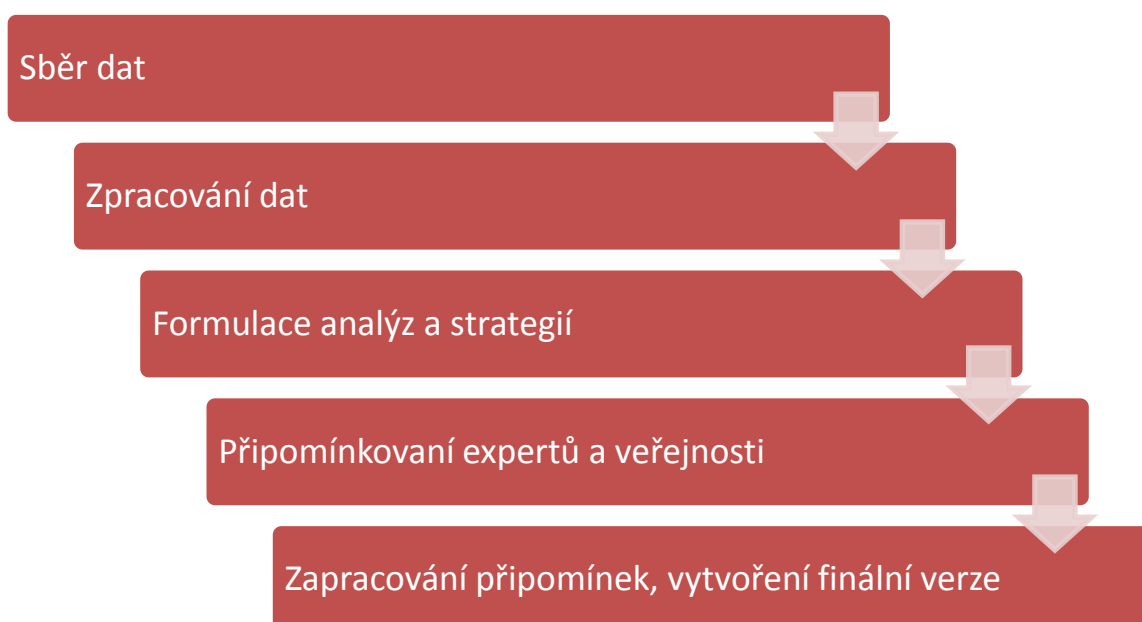 Sběr dat
Zpracování dat
Formulace analýz a strategií
Připomínkovaní expertů a veřejnosti
Zapracování připomínek, vytvoření finální verze